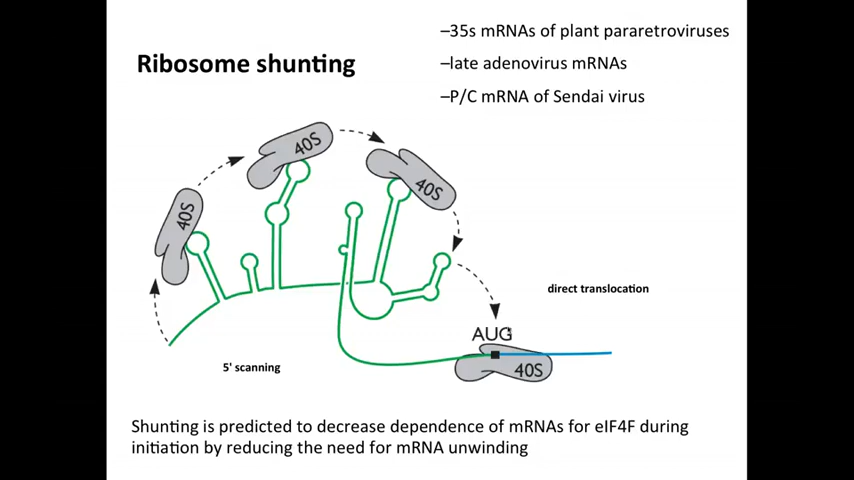 Ribosome shunting
–35s mRNAs of plant pararetroviruses
–late adenovirus mRNAs
–P/C mRNA of Sendai virus
40S
40S
40S
direct translocation
AUG
5' scanning
40S
Shunting is predicted to decrease dependence of mRNAs for eIF4F during
initiation by reducing the need for mRNA unwinding